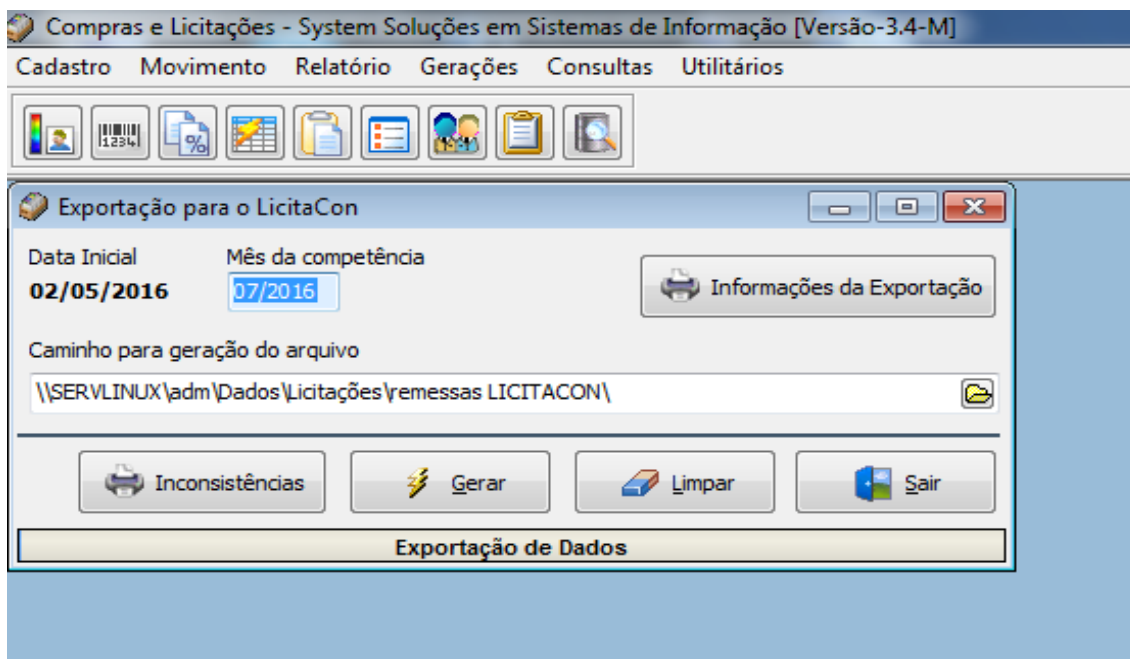 Compras e Licitações - System Soluções em Sistemas de Informação [Versão-3.4-M]
Cadastro Movimento Relatório Gerações Consultas Utilitários
1234
%
Exportação para o LicitaCon
Data Inicial Mês da competência
02/05/2016 07/2016 Informações da Exportação
Caminho para geração do arquivo
\\SERVLINUX\adm\Dados\Licitações\remessas LICITACON\
Inconsistências Gerar Limpar Sair
Exportação de Dados